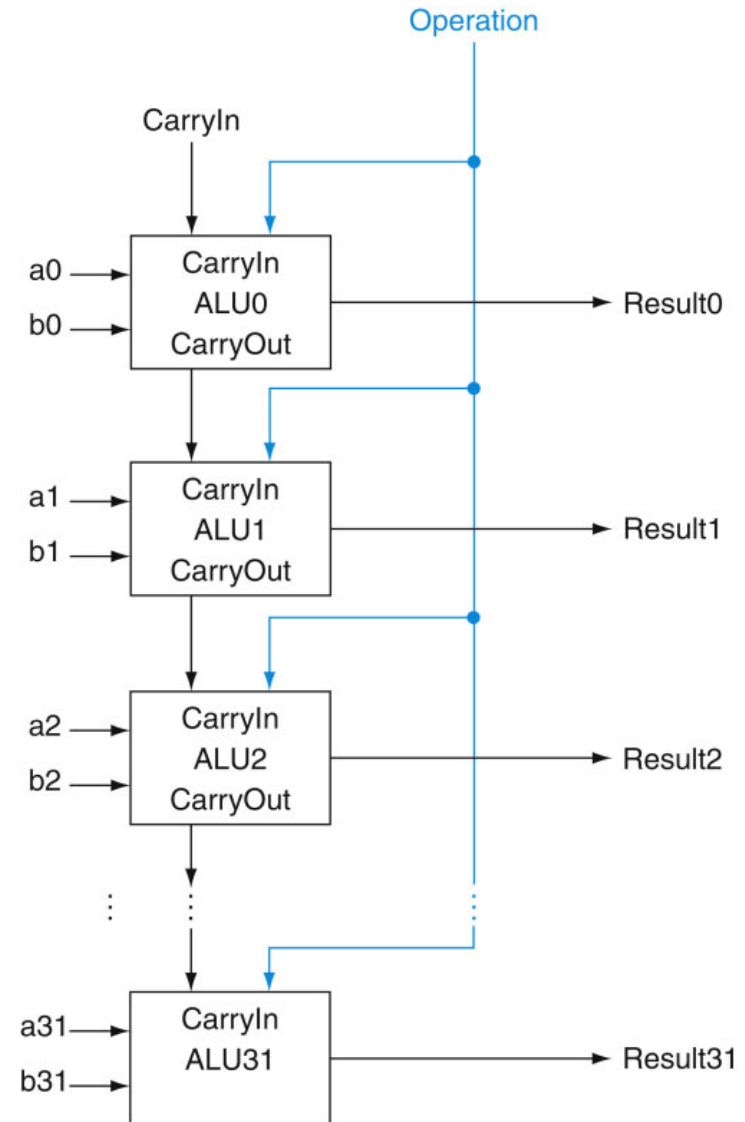 Operation
CarryIn
a0
b0
CarryIn
ALU0
CarryOut
Result0
a1
b1
CarryIn
ALU1
CarryOut
Result1
a2
b2
CarryIn
ALU2
CarryOut
Result2
a31
b31
CarryIn
ALU31
Result31